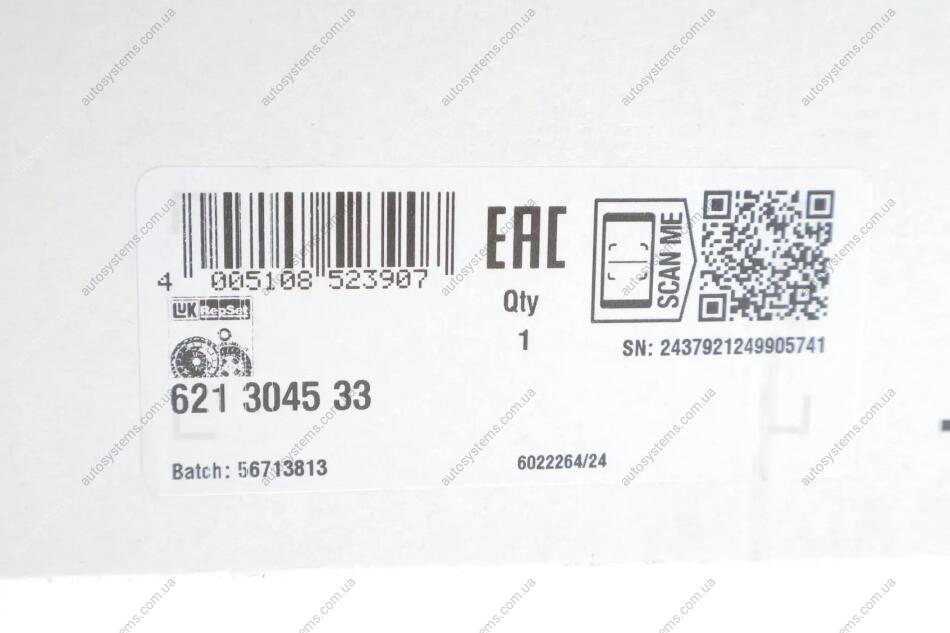 4 005108 523907
EAC
SCAN ME
LUK RepSet
Qty
1
SN: 2437921249905741
621 3045 33
Batch: 56713813
6022264/24
autosystems.com.ua